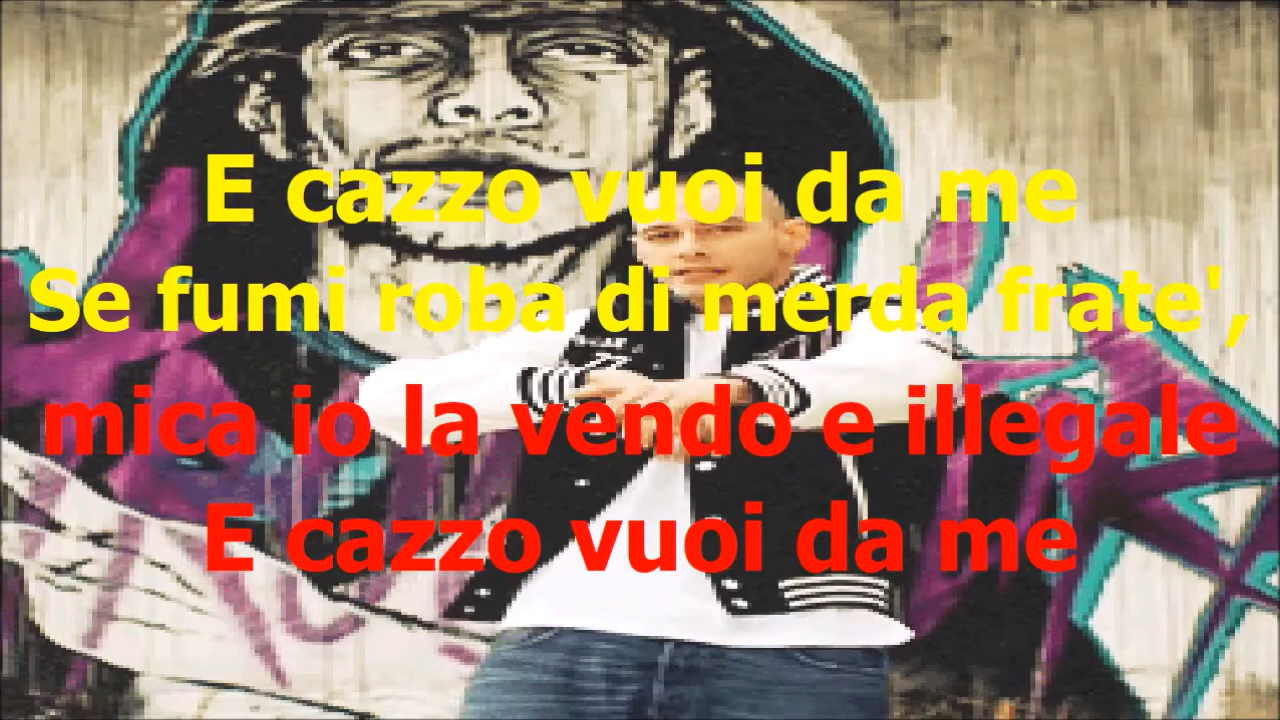 E cazzo vuoi da me
Se fumi roba di merda frate',
mica io la vendo e illegale
E cazzo vuoi da me